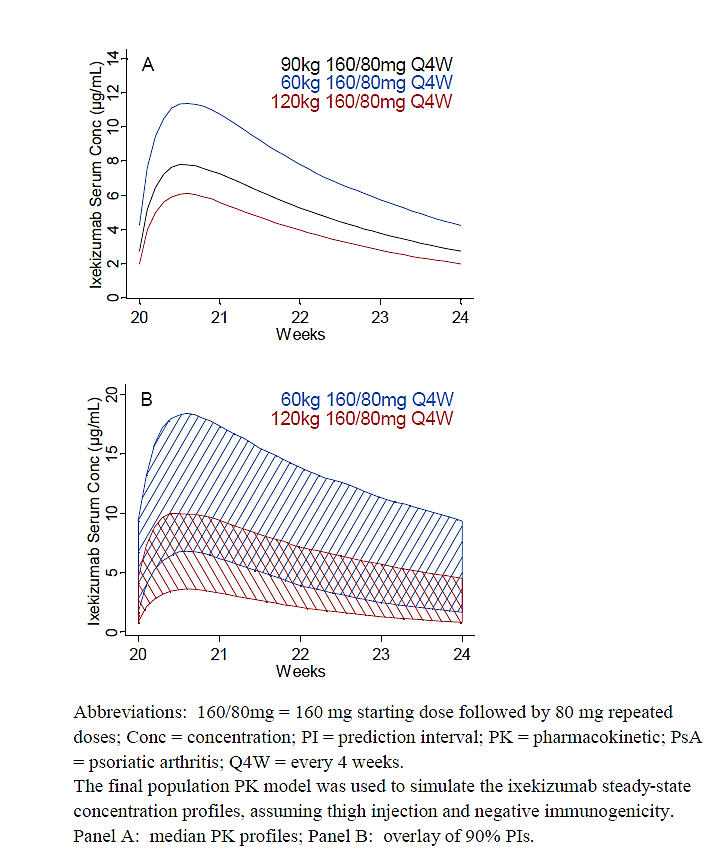 A
90kg 160/80mg Q4W
60kg 160/80mg Q4W
120kg 160/80mg Q4W
Ixekizumab Serum Conc (µg/mL)
14
12
10
8
6
4
2
0
20 21 22 23 24
Weeks
B
60kg 160/80mg Q4W
120kg 160/80mg Q4W
Ixekizumab Serum Conc (µg/mL)
20
15
10
5
0
20 21 22 23 24
Weeks
Abbreviations: 160/80mg = 160 mg starting dose followed by 80 mg repeated
doses; Conc = concentration; PI = prediction interval; PK = pharmacokinetic; PsA
= psoriatic arthritis; Q4W = every 4 weeks.
The final population PK model was used to simulate the ixekizumab steady-state
concentration profiles, assuming thigh injection and negative immunogenicity.
Panel A: median PK profiles; Panel B: overlay of 90% PIs.